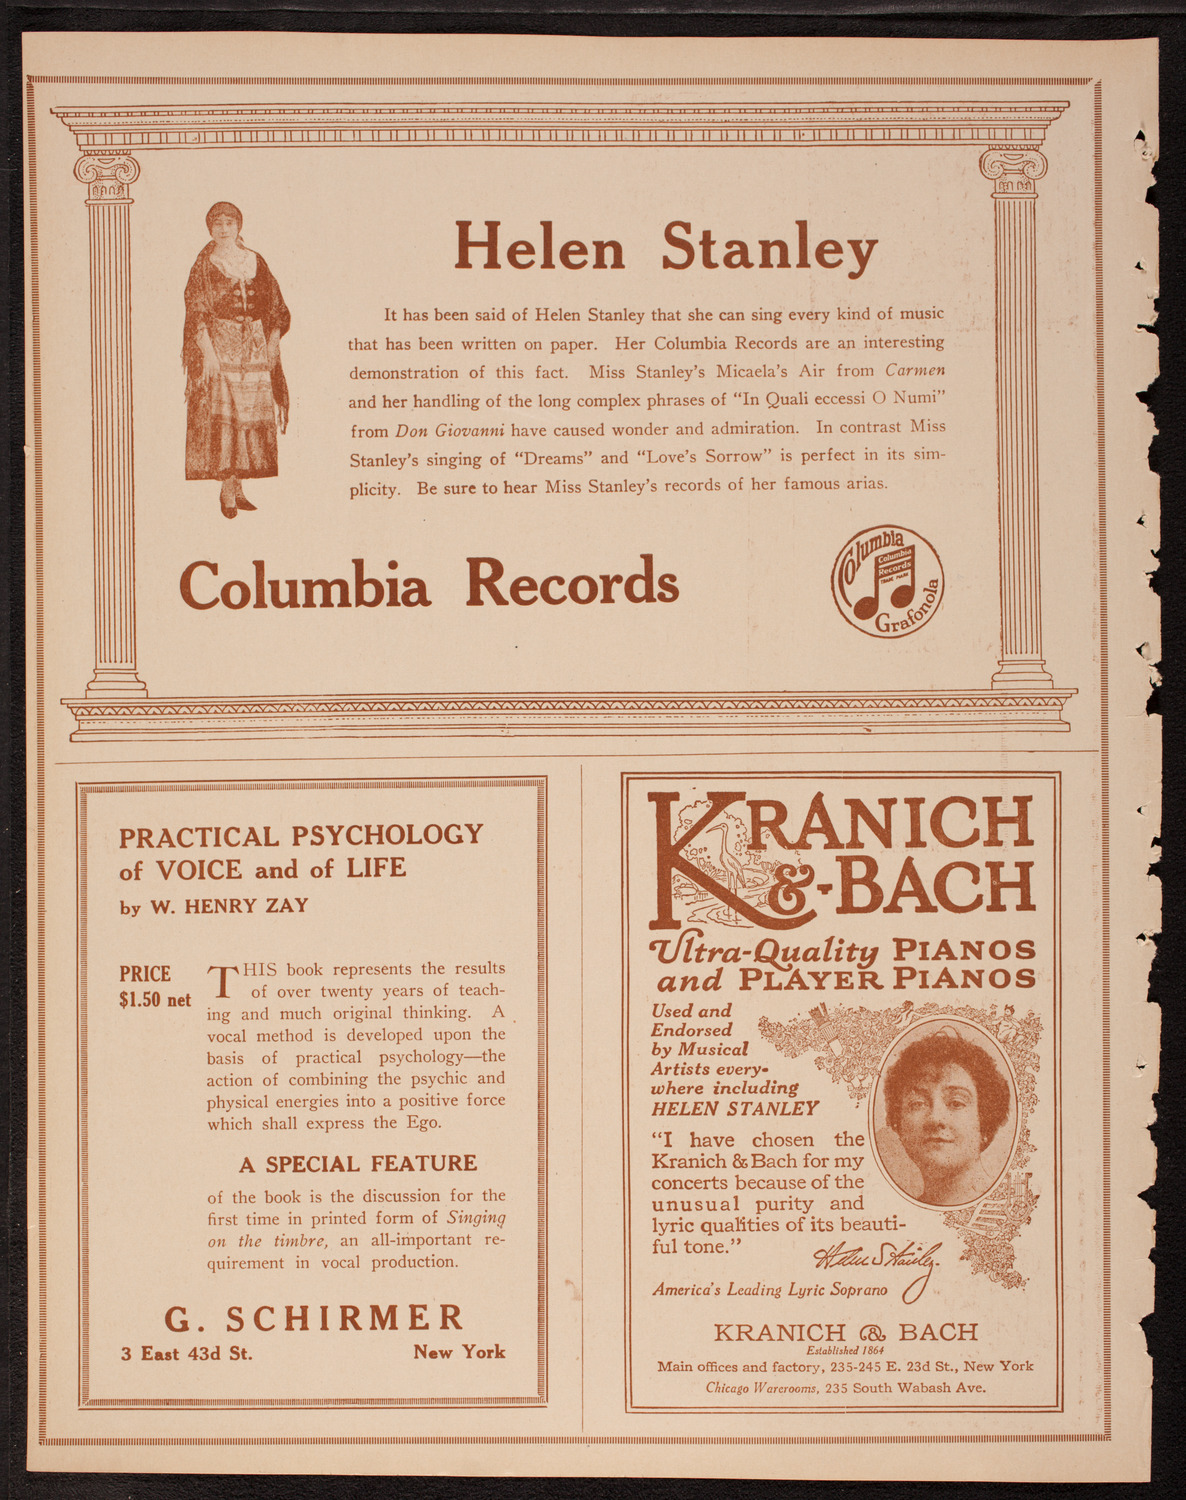 Helen Stanley
It has been said of Helen Stanley that she can sing every kind of music
that has been written on paper. Her Columbia Records are an interesting
demonstration of this fact. Miss Stanley's Micaela's Air from Carmen
and her handling of the long complex phrases of "In Quali eccessi O Numi"
from Don Giovanni have caused wonder and admiration. In contrast Miss
Stanley's singing of "Dreams" and "Love's Sorrow" is perfect in its sim-
plicity. Be sure to hear Miss Stanley's records of her famous arias.
Columbia Records
Columbia
Columbia
Records
TRADE MARK
Grafonola
PRACTICAL PSYCHOLOGY
of VOICE and of LIFE
by W. HENRY ZAY
PRICE
$1.50 net
THIS book represents the results
of over twenty years of teach-
ing and much original thinking. A
vocal method is developed upon the
basis of practical psychology—the
action of combining the psychic and
physical energies into a positive force
which shall express the Ego.
A SPECIAL FEATURE
of the book is the discussion for the
first time in printed form of Singing
on the timbre, an all-important re-
quirement in vocal production.
G. SCHIRMER
3 East 43d St. New York
KRANICH
&-BACH
Ultra-Quality PIANOS
and PLAYER PIANOS
Used and
Endorsed
by Musical
Artists every-
where including
HELEN STANLEY
"I have chosen the
Kranich & Bach for my
concerts because of the
unusual purity and
lyric qualities of its beauti-
ful tone."
Helen Stanley.
America's Leading Lyric Soprano
KRANICH & BACH
Established 1864
Main offices and factory, 235-245 E. 23d St., New York
Chicago Warerooms, 235 South Wabash Ave.